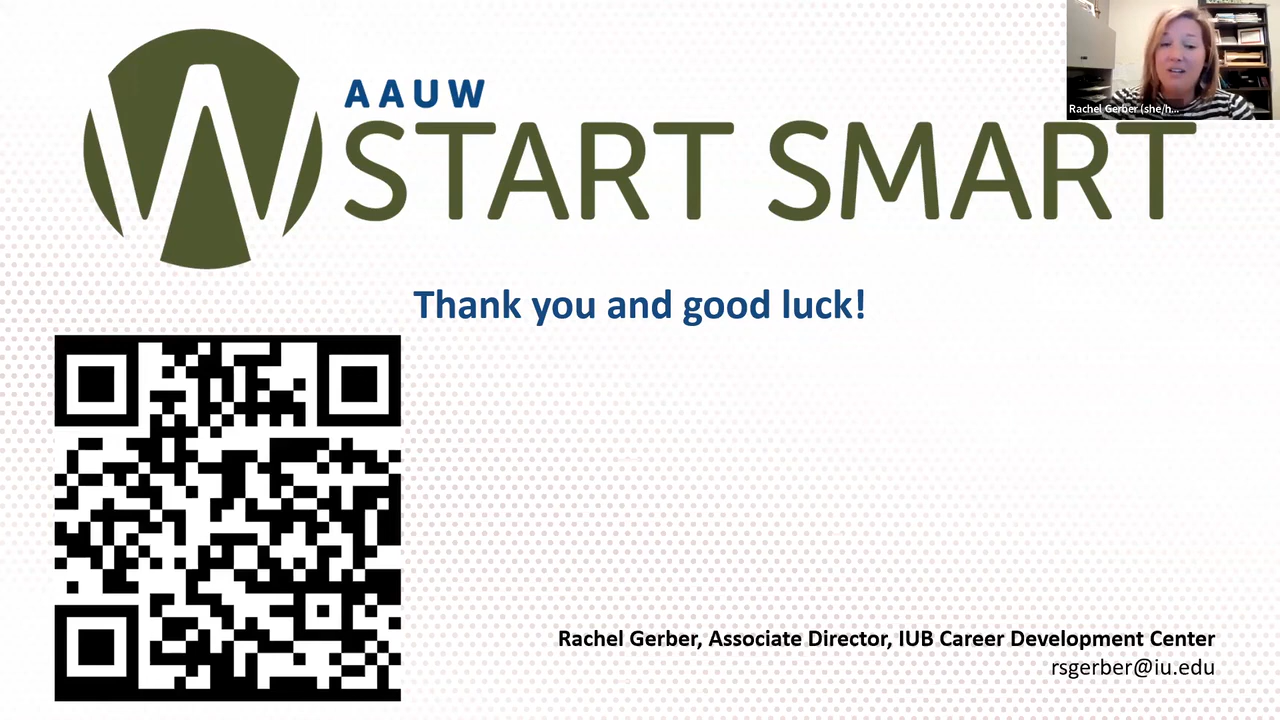 AAUW
START SMART
Rachel Gerber (she/h...
Thank you and good luck!
Rachel Gerber, Associate Director, IUB Career Development Center
rsgerber@iu.edu